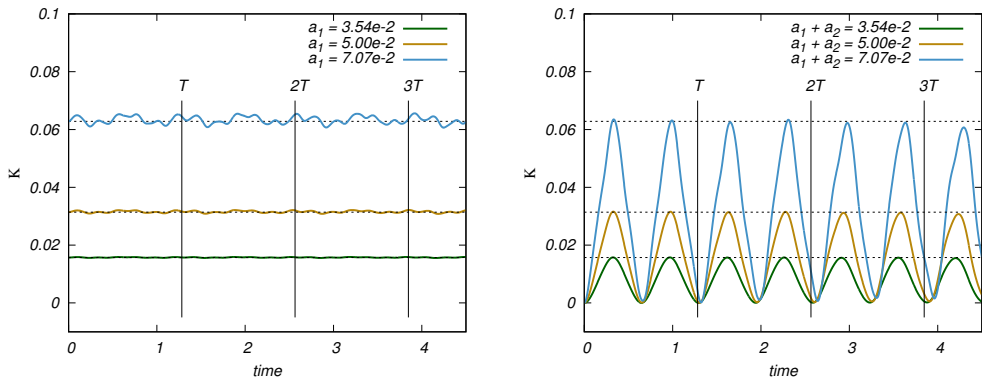 0.1
0.08
0.06
0.04
0.02
0
K
0 1 2 3 4
time
a1 = 3.54e-2
a1 = 5.00e-2
a1 = 7.07e-2
T 2T 3T
0.1
0.08
0.06
0.04
0.02
0
K
0 1 2 3 4
time
a1 + a2 = 3.54e-2
a1 + a2 = 5.00e-2
a1 + a2 = 7.07e-2
T 2T 3T